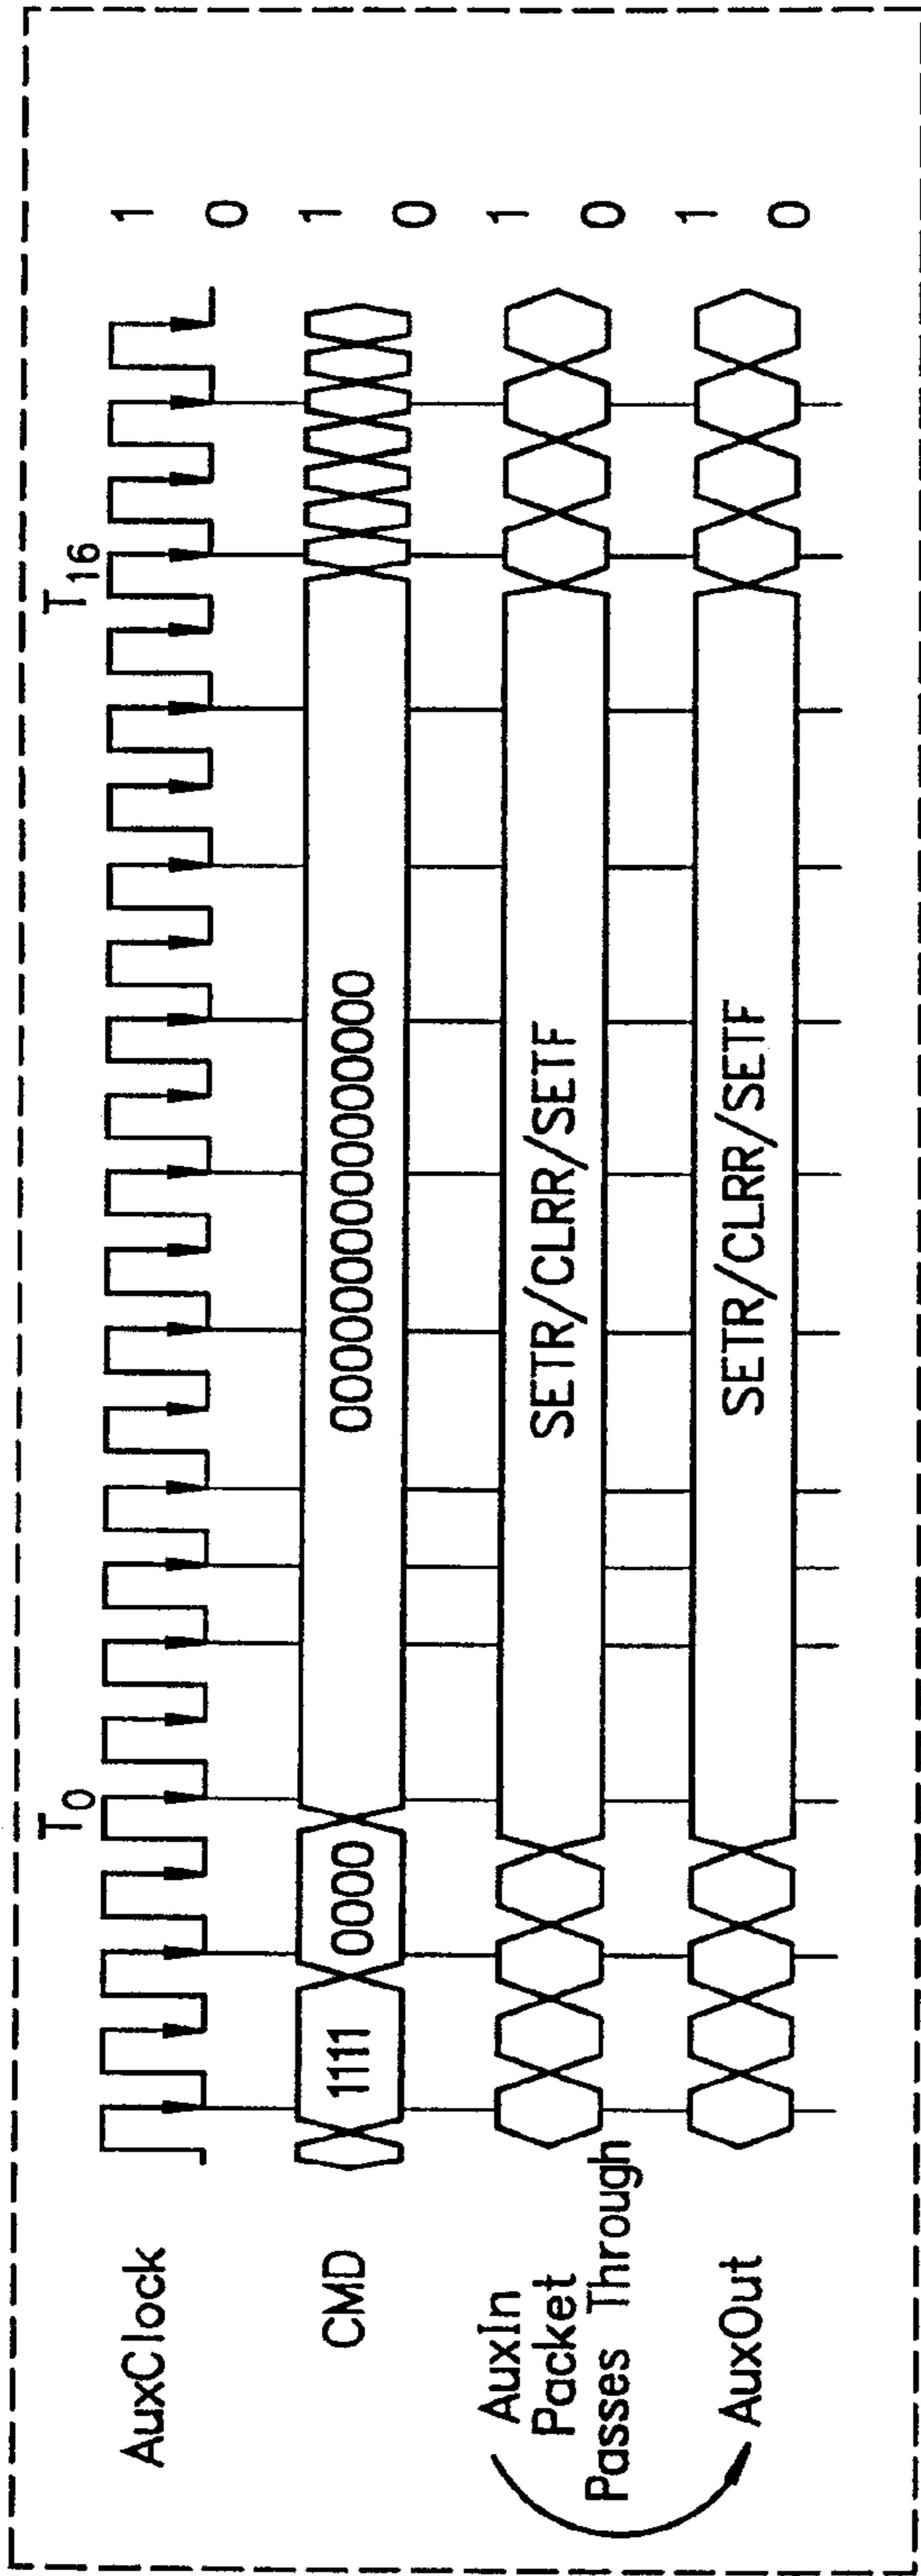 T0 T16
AuxClock 1
0
CMD 1111 0000 0000000000000000 1
0
AuxIn
Packet
Passes Through
SETR/CLRR/SETF 1
0
AuxOut SETR/CLRR/SETF 1
0